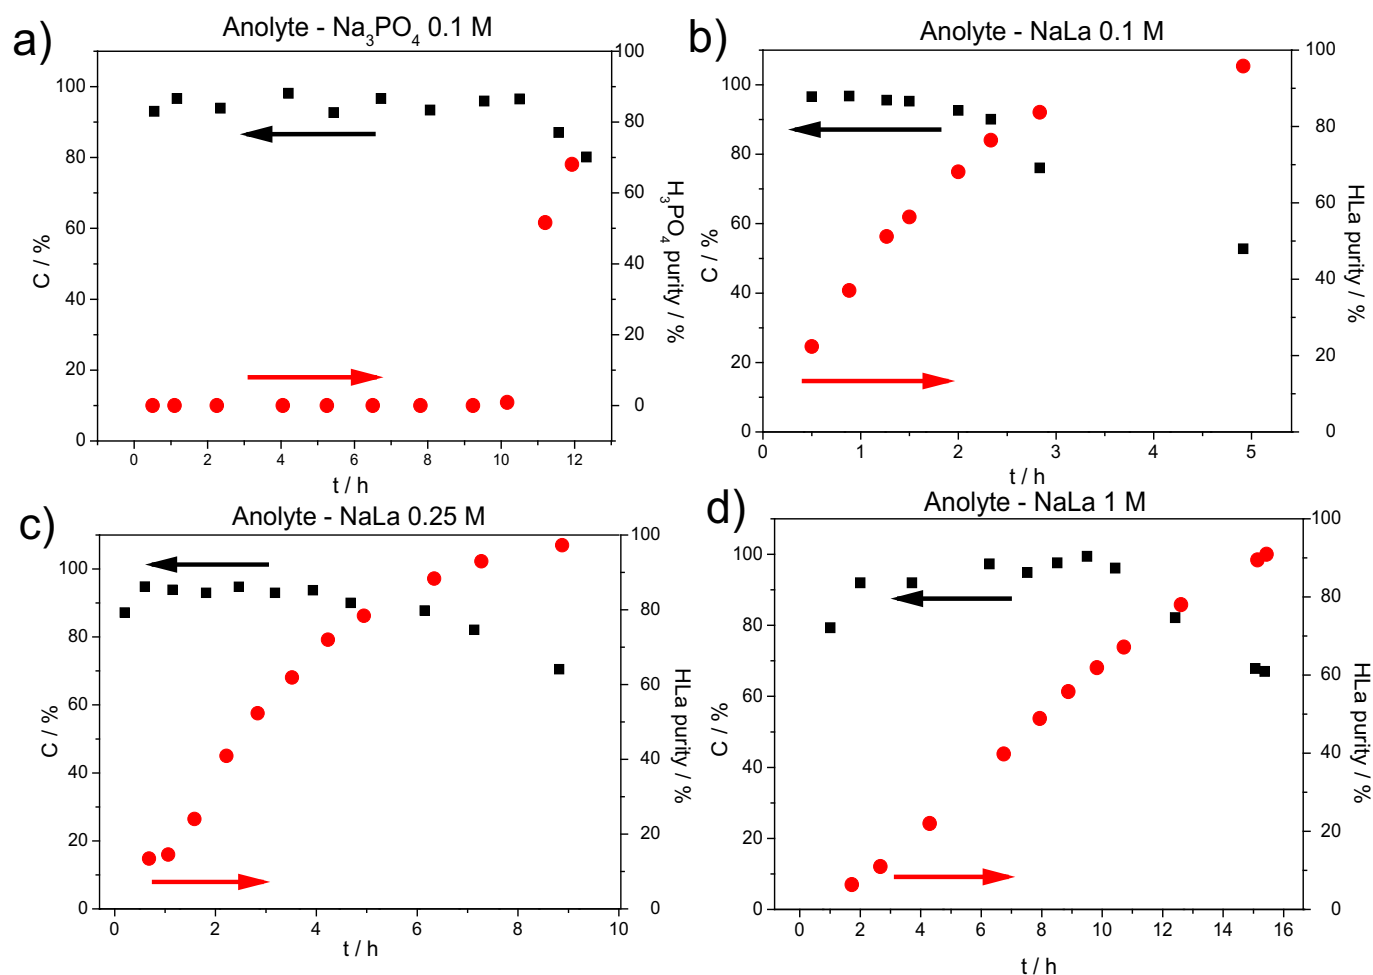 a)
Anolyte - Na₃PO₄ 0.1 M
100
80
60
40
20
0
C / %
100
80
60
40
20
0
H₃PO₄ purity / %
0 2 4 6 8 10 12
t / h
b)
Anolyte - NaLa 0.1 M
100
80
60
40
20
0
C / %
100
80
60
40
20
0
HLa purity / %
0 1 2 3 4 5
t / h
c)
Anolyte - NaLa 0.25 M
100
80
60
40
20
0
C / %
100
80
60
40
20
0
HLa purity / %
0 2 4 6 8 10
t / h
d)
Anolyte - NaLa 1 M
100
80
60
40
20
0
C / %
100
80
60
40
20
0
HLa purity / %
0 2 4 6 8 10 12 14 16
t / h